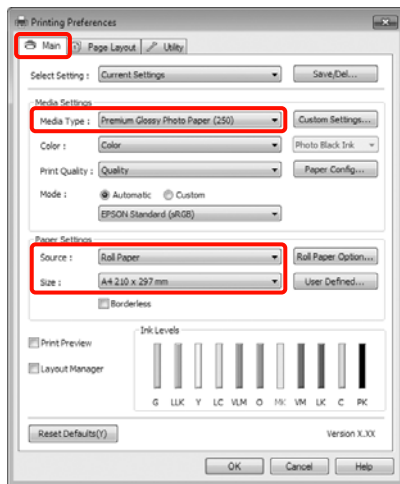 Printing Preferences
Main Page Layout Utility
Select Setting : Current Settings Save/Del...
Media Settings
Media Type : Premium Glossy Photo Paper (250) Custom Settings...
Color : Color Photo Black Ink
Print Quality : Quality Paper Config...
Mode : Automatic Custom
EPSON Standard (sRGB)
Paper Settings
Source : Roll Paper Roll Paper Option...
Size : A4 210 x 297 mm User Defined...
Borderless
Ink Levels
Print Preview
Layout Manager
G LLK Y LC VLM O MK VM LK C PK
Reset Defaults(Y) Version X.XX
OK Cancel Help